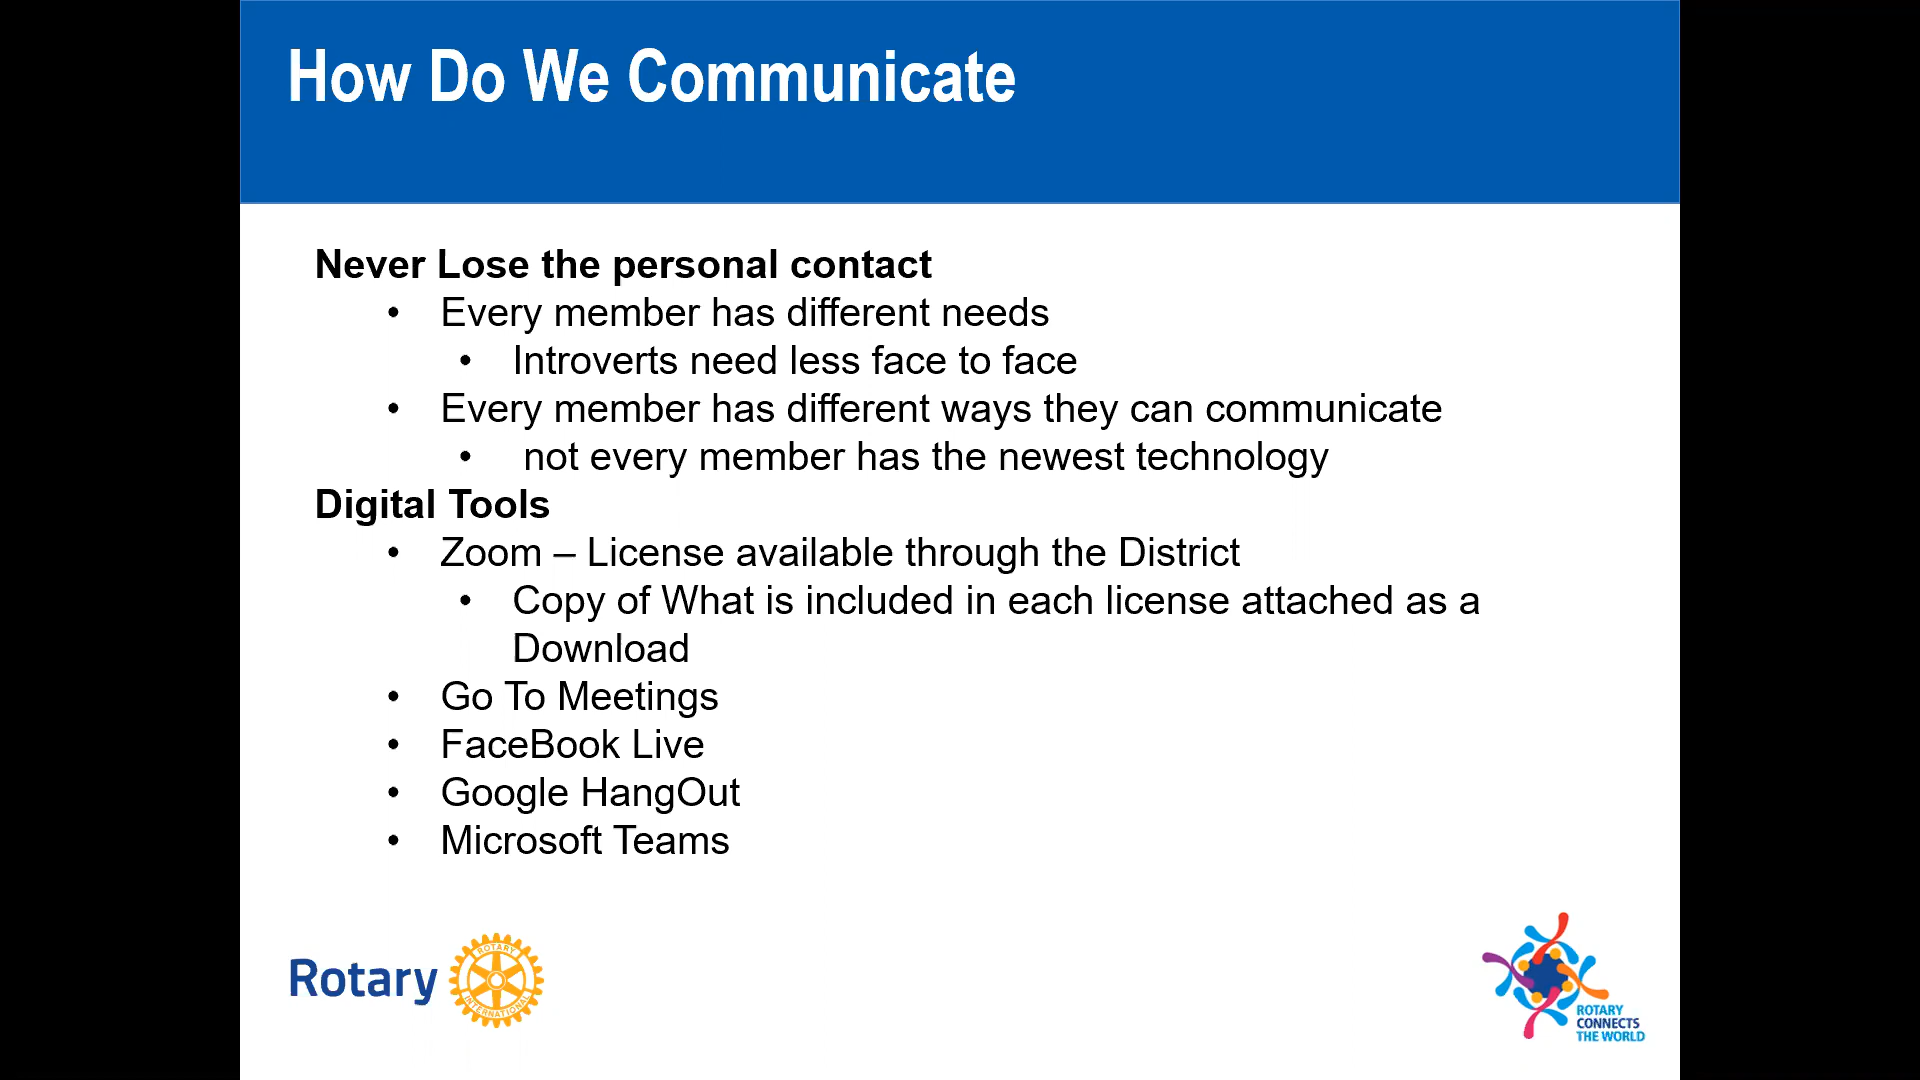 How Do We Communicate
Never Lose the personal contact
• Every member has different needs
• Introverts need less face to face
• Every member has different ways they can communicate
• not every member has the newest technology
Digital Tools
• Zoom – License available through the District
• Copy of What is included in each license attached as a
Download
• Go To Meetings
• FaceBook Live
• Google HangOut
• Microsoft Teams
Rotary
ROTARY
INTERNATIONAL
ROTARY
CONNECTS
THE WORLD